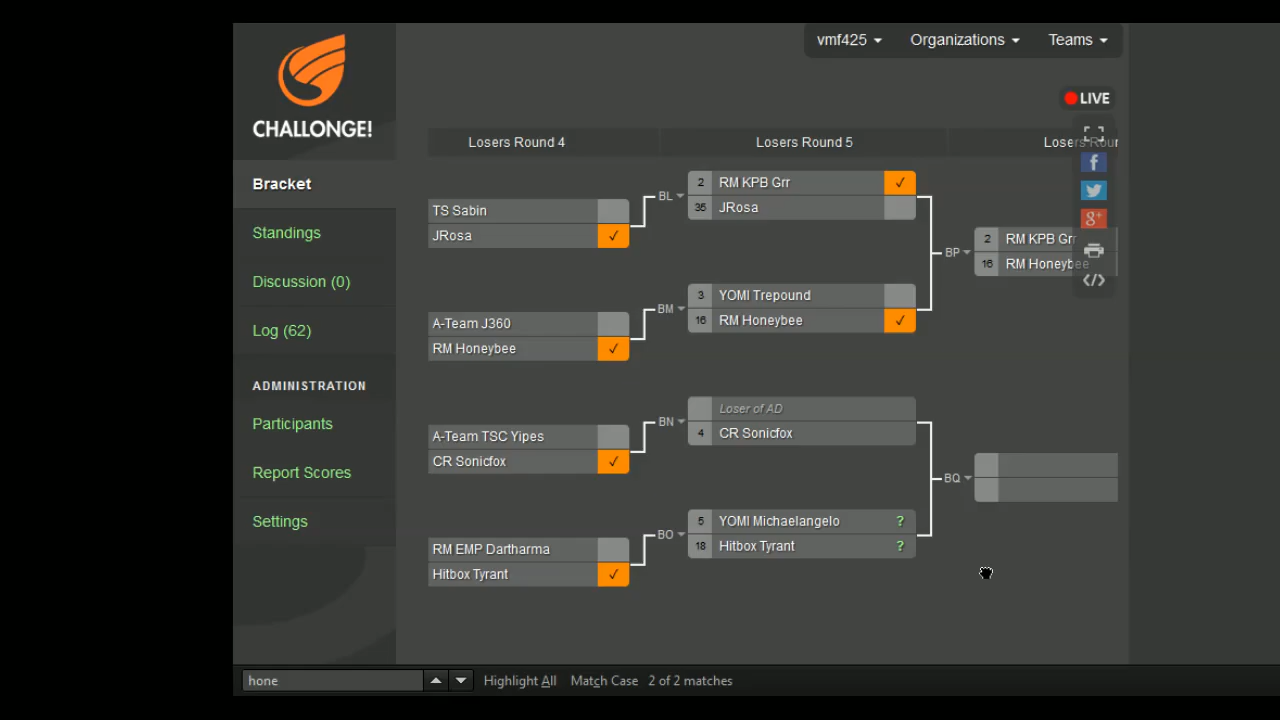 vmf425 Organizations Teams
LIVE
CHALLONGE!
Losers Round 4 Losers Round 5 Losers Rour
Bracket
Standings
Discussion (0)
Log (62)
ADMINISTRATION
Participants
Report Scores
Settings
TS Sabin
JRosa ✓
A-Team J360
RM Honeybee ✓
A-Team TSC Yipes
CR Sonicfox ✓
RM EMP Dartharma
Hitbox Tyrant ✓
BL
2 RM KPB Grr ✓
35 JRosa
BM
3 YOMI Trepound
16 RM Honeybee ✓
BN
Loser of AD
4 CR Sonicfox
BO
5 YOMI Michaelangelo ?
18 Hitbox Tyrant ?
BP
2 RM KPB Grr
16 RM Honeybee
BQ
f
g+
</>
hone Highlight All Match Case 2 of 2 matches